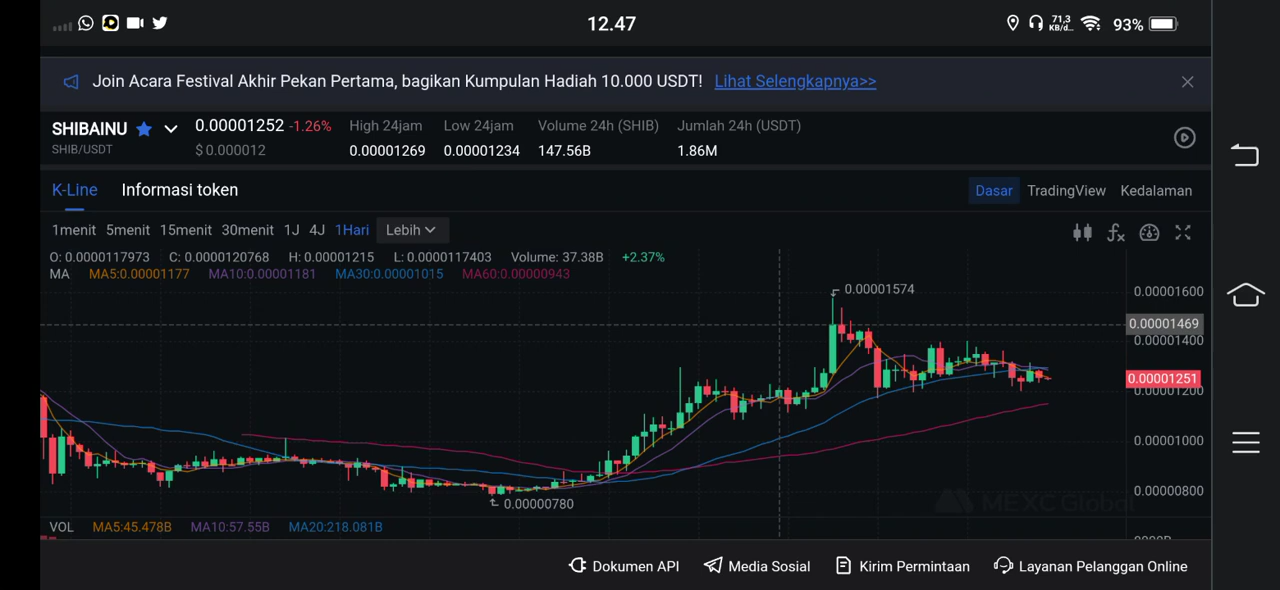 12.47
71,3
KB/d...
93%
Join Acara Festival Akhir Pekan Pertama, bagikan Kumpulan Hadiah 10.000 USDT! Lihat Selengkapnya>>
SHIBAINU 0.00001252 -1.26% High 24jam Low 24jam Volume 24h (SHIB) Jumlah 24h (USDT)
SHIB/USDT $ 0.000012 0.00001269 0.00001234 147.56B 1.86M
K-Line Informasi token Dasar TradingView Kedalaman
1menit 5menit 15menit 30menit 1J 4J 1Hari Lebih
O: 0.0000117973 C: 0.0000120768 H: 0.00001215 L: 0.0000117403 Volume: 37.38B +2.37%
MA MA5:0.00001177 MA10:0.00001181 MA30:0.00001015 MA60:0.00000943
0.00001574
0.00001600
0.00001469
0.00001400
0.00001251
0.00001200
0.00001000
0.00000800
0.00000780
MEXC Global
VOL MA5:45.478B MA10:57.55B MA20:218.081B
Dokumen API Media Sosial Kirim Permintaan Layanan Pelanggan Online